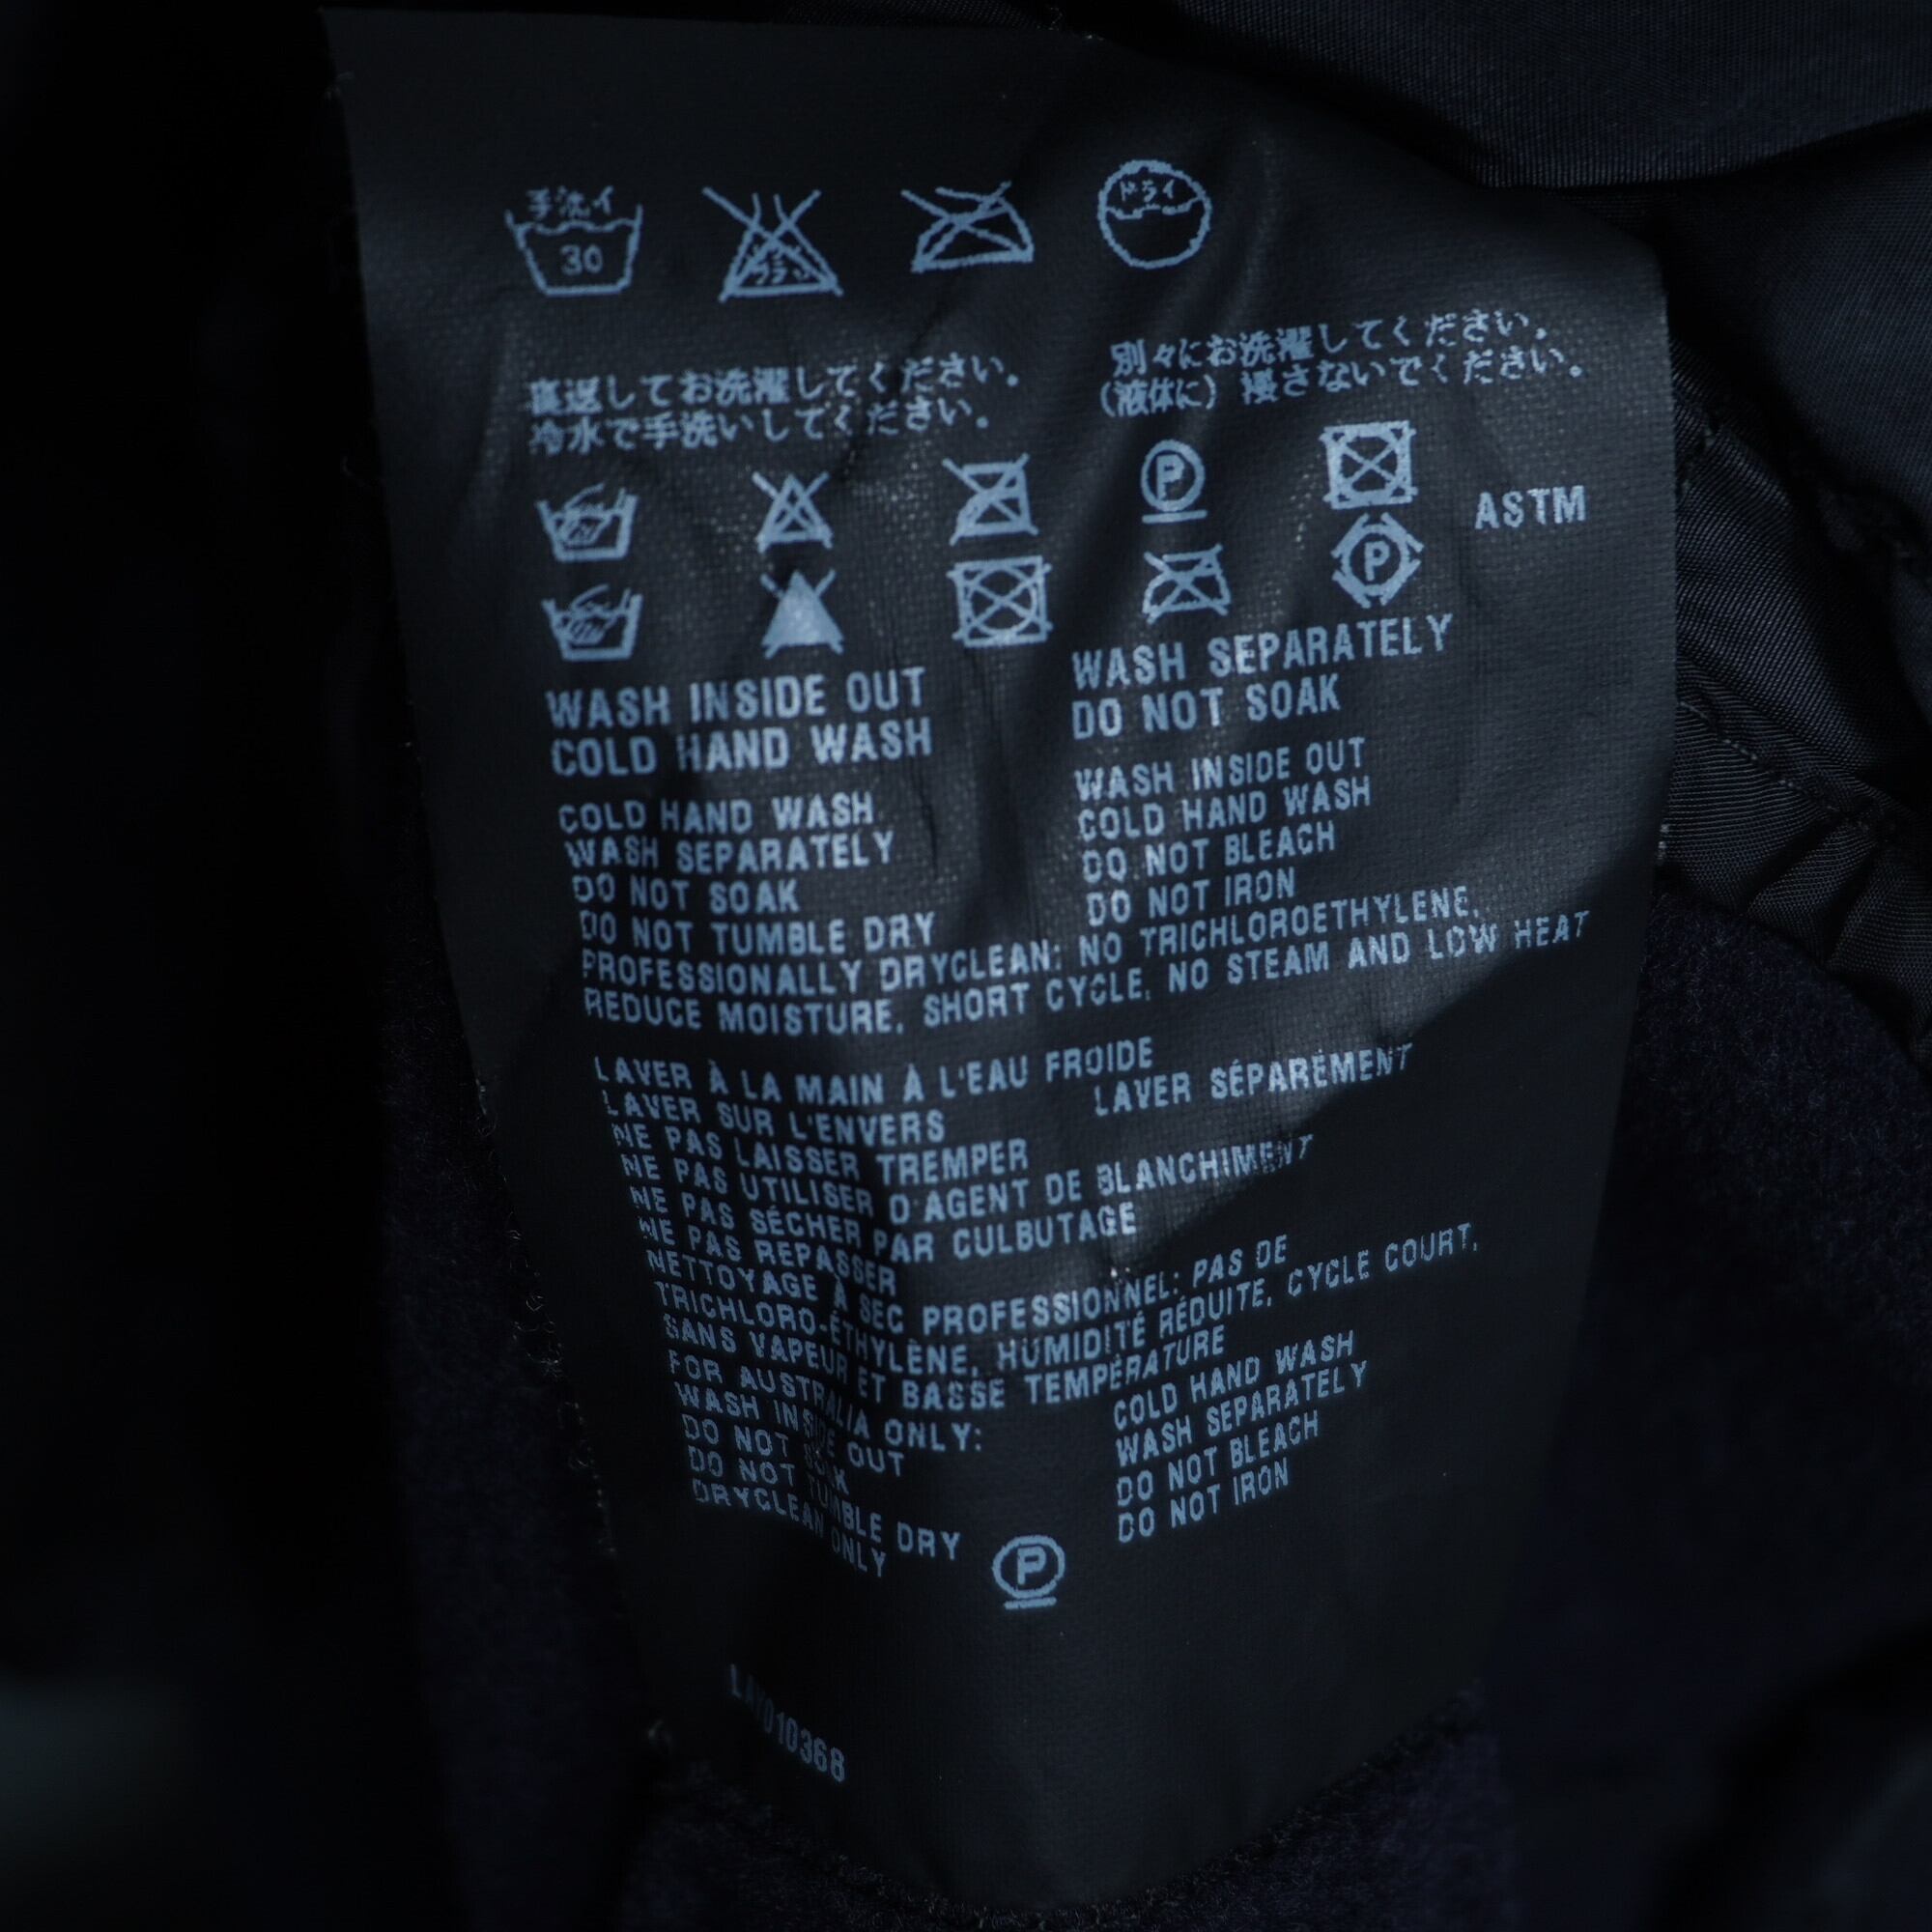 手洗イ
30
ドライ
裏返してお洗濯してください。
冷水で手洗いしてください。
別々にお洗濯してください。
(液体に) 浸さないでください。
P
ASTM
P
WASH INSIDE OUT
COLD HAND WASH
WASH SEPARATELY
DO NOT SOAK
COLD HAND WASH
WASH SEPARATELY
DO NOT SOAK
DO NOT TUMBLE DRY
WASH INSIDE OUT
COLD HAND WASH
DO NOT BLEACH
DO NOT IRON
PROFESSIONALLY DRYCLEAN: NO TRICHLOROETHYLENE,
REDUCE MOISTURE, SHORT CYCLE, NO STEAM AND LOW HEAT
LAVER À LA MAIN À L'EAU FROIDE
LAVER SUR L'ENVERS
LAVER SÉPARÉMENT
NE PAS LAISSER TREMPER
NE PAS UTILISER D'AGENT DE BLANCHIMENT
NE PAS SÉCHER PAR CULBUTAGE
NE PAS REPASSER
NETTOYAGE À SEC PROFESSIONNEL: PAS DE
TRICHLORO-ÉTHYLÈNE, HUMIDITÉ RÉDUITE, CYCLE COURT,
SANS VAPEUR ET BASSE TEMPÉRATURE
FOR AUSTRALIA ONLY:
WASH INSIDE OUT
DO NOT SOAK
DO NOT TUMBLE DRY
DRYCLEAN ONLY
COLD HAND WASH
WASH SEPARATELY
DO NOT BLEACH
DO NOT IRON
P